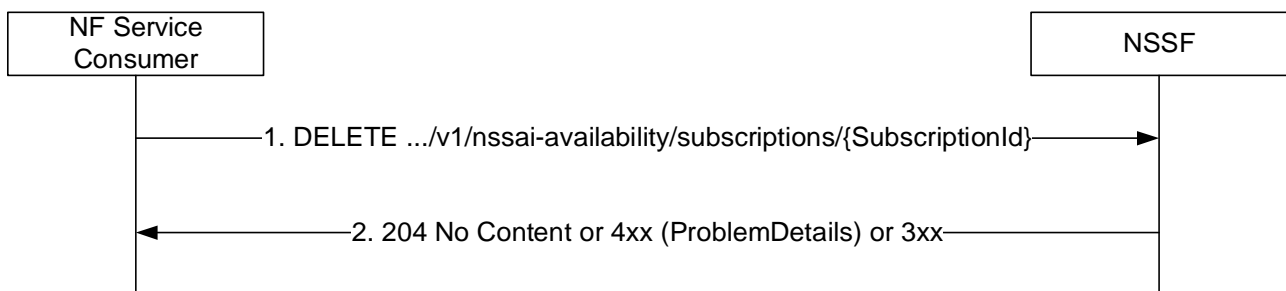 NF Service
Consumer
NSSF
1. DELETE .../v1/nssai-availability/subscriptions/{SubscriptionId}
2. 204 No Content or 4xx (ProblemDetails) or 3xx